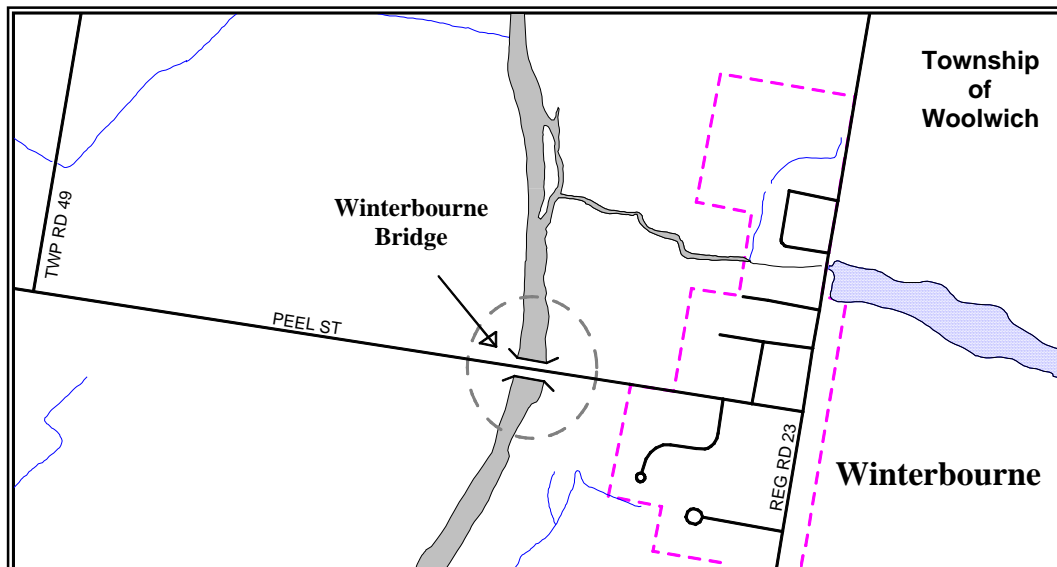 Township
of
Woolwich
TWP RD 49
Winterbourne
Bridge
PEEL ST
REG RD 23
Winterbourne